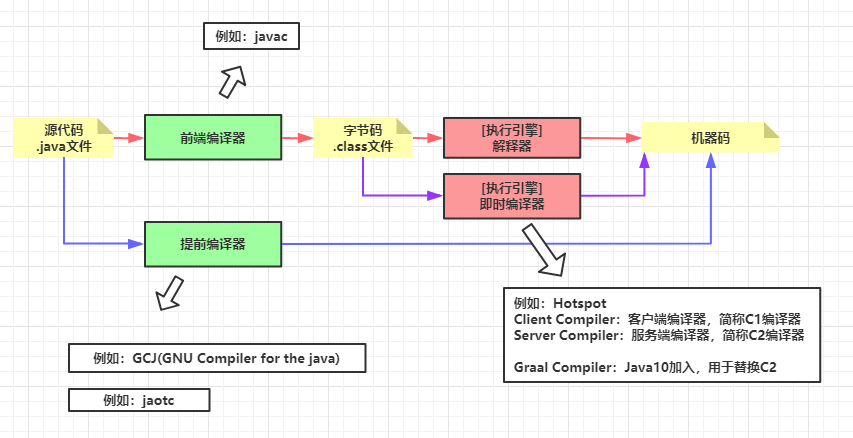 例如：javac
源代码
.java文件
前端编译器
字节码
.class文件
[执行引擎]
解释器
机器码
[执行引擎]
即时编译器
提前编译器
例如：Hotspot
Client Compiler：客户端编译器，简称C1编译器
Server Compiler：服务端编译器，简称C2编译器
Graal Compiler：Java10加入，用于替换C2
例如：GCJ(GNU Compiler for the java)
例如：jaotc